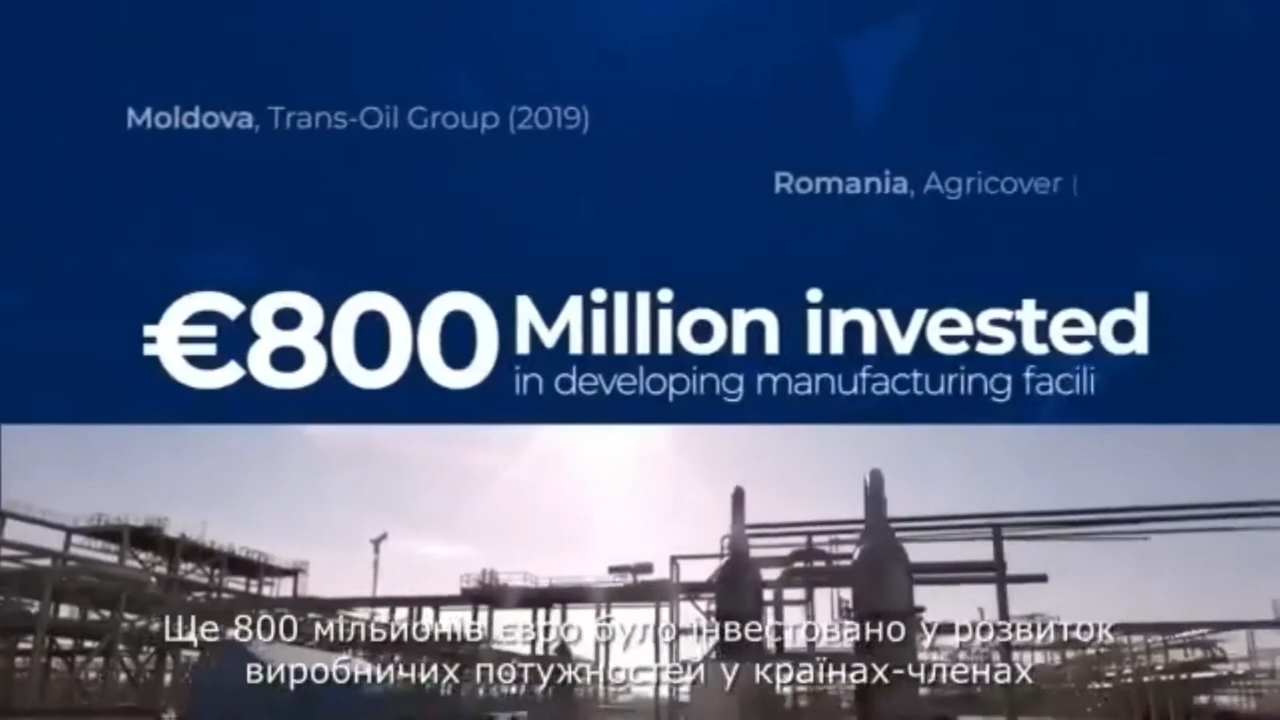 Moldova, Trans-Oil Group (2019)
Romania, Agricover (
€800 Million invested
in developing manufacturing facili
Ще 800 мільйонів євро було інвестовано у розвиток
виробничих потужностей у країнах-членах